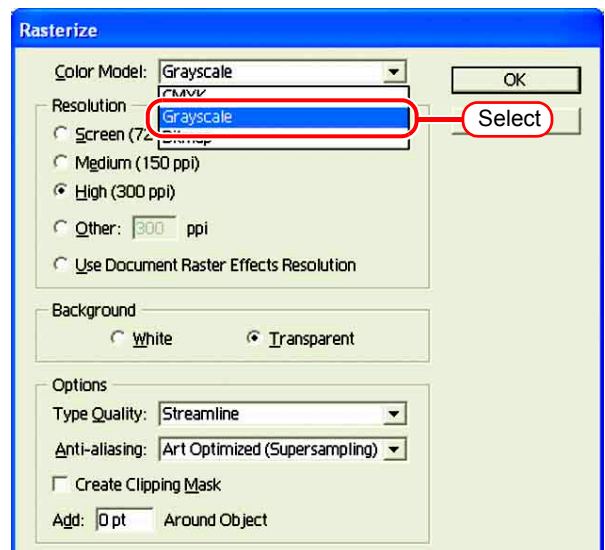 Rasterize
Color Model: Grayscale
OK
CMYK
Resolution
Grayscale
Select
Screen (72
Bitmap
Medium (150 ppi)
High (300 ppi)
Other: 300 ppi
Use Document Raster Effects Resolution
Background
White Transparent
Options
Type Quality: Streamline
Anti-aliasing: Art Optimized (Supersampling)
Create Clipping Mask
Add: 0 pt Around Object